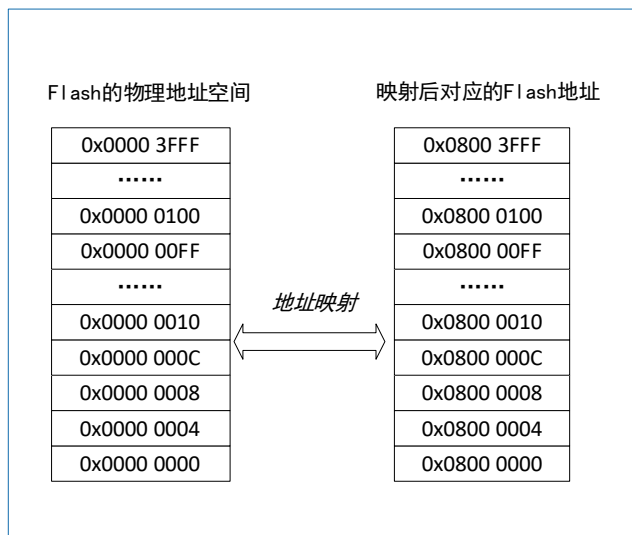 Flash的物理地址空间
0x0000 3FFF
······
0x0000 0100
0x0000 00FF
······
0x0000 0010
0x0000 000C
0x0000 0008
0x0000 0004
0x0000 0000
地址映射
映射后对应的Flash地址
0x0800 3FFF
······
0x0800 0100
0x0800 00FF
······
0x0800 0010
0x0800 000C
0x0800 0008
0x0800 0004
0x0800 0000